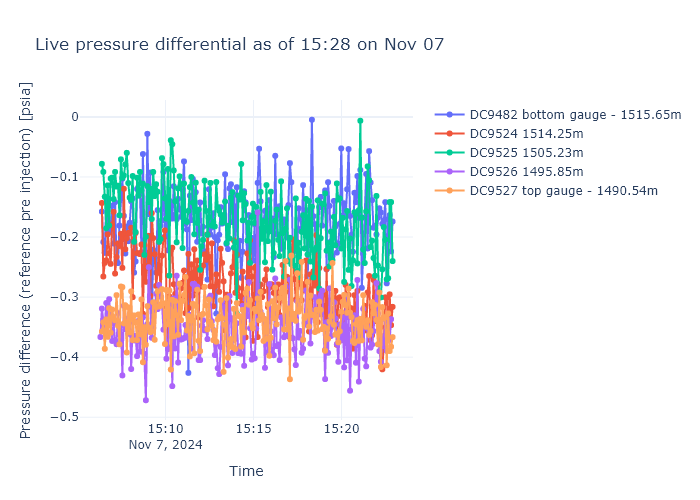 Live pressure differential as of 15:28 on Nov 07
Pressure difference (reference pre injection) [psia]
0
−0.1
−0.2
−0.3
−0.4
−0.5
15:10
Nov 7, 2024
15:15
15:20
Time
DC9482 bottom gauge - 1515.65m
DC9524 1514.25m
DC9525 1505.23m
DC9526 1495.85m
DC9527 top gauge - 1490.54m